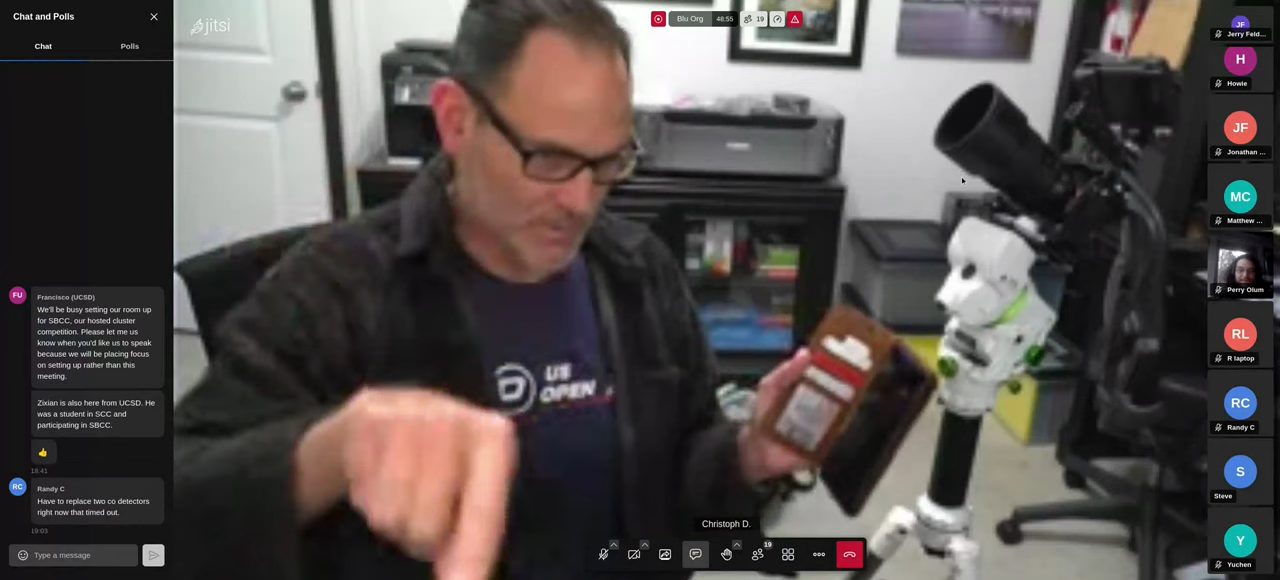 Chat and Polls
Chat
Polls
jitsi
Blu Org
48:55
19
FU
Francisco (UCSD)
We'll be busy setting our room up
for SBCC, our hosted cluster
competition. Please let me us
know when you'd like us to speak
because we will be placing focus
on setting up rather than this
meeting.
Zixian is also here from UCSD. He
was a student in SCC and
participating in SBCC.
18:41
RC
Randy C
Have to replace two co detectors
right now that timed out.
19:03
Type a message
US
OPEN
Christoph D.
19
JF
Jerry Feld...
H
Howie
JF
Jonathan ...
MC
Matthew ...
Perry Olum
RL
R laptop
RC
Randy C
S
Steve
Y
Yuchen